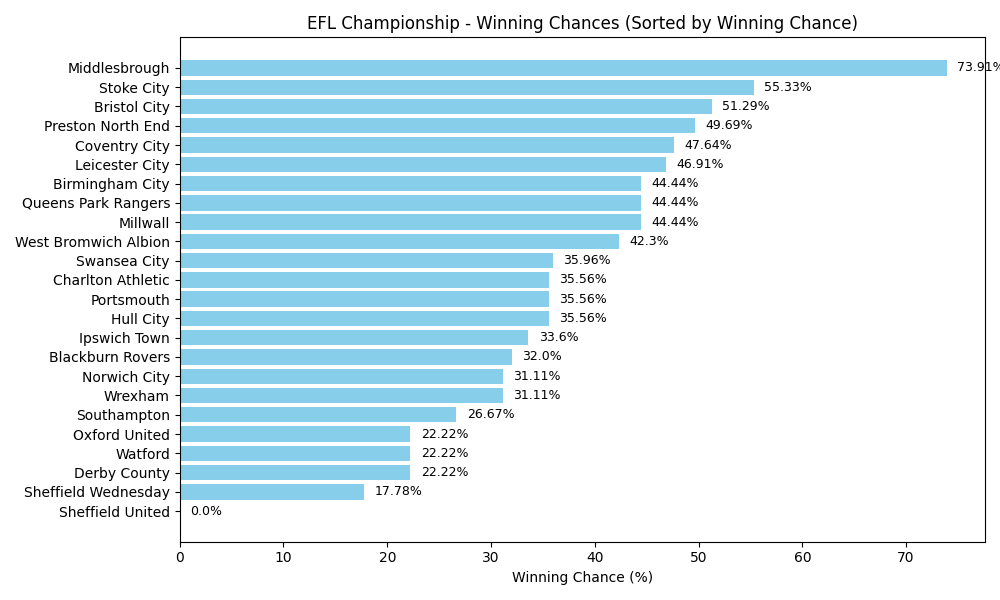 EFL Championship - Winning Chances (Sorted by Winning Chance)
Middlesbrough 73.91%
Stoke City 55.33%
Bristol City 51.29%
Preston North End 49.69%
Coventry City 47.64%
Leicester City 46.91%
Birmingham City 44.44%
Queens Park Rangers 44.44%
Millwall 44.44%
West Bromwich Albion 42.3%
Swansea City 35.96%
Charlton Athletic 35.56%
Portsmouth 35.56%
Hull City 35.56%
Ipswich Town 33.6%
Blackburn Rovers 32.0%
Norwich City 31.11%
Wrexham 31.11%
Southampton 26.67%
Oxford United 22.22%
Watford 22.22%
Derby County 22.22%
Sheffield Wednesday 17.78%
Sheffield United 0.0%
0 10 20 30 40 50 60 70
Winning Chance (%)